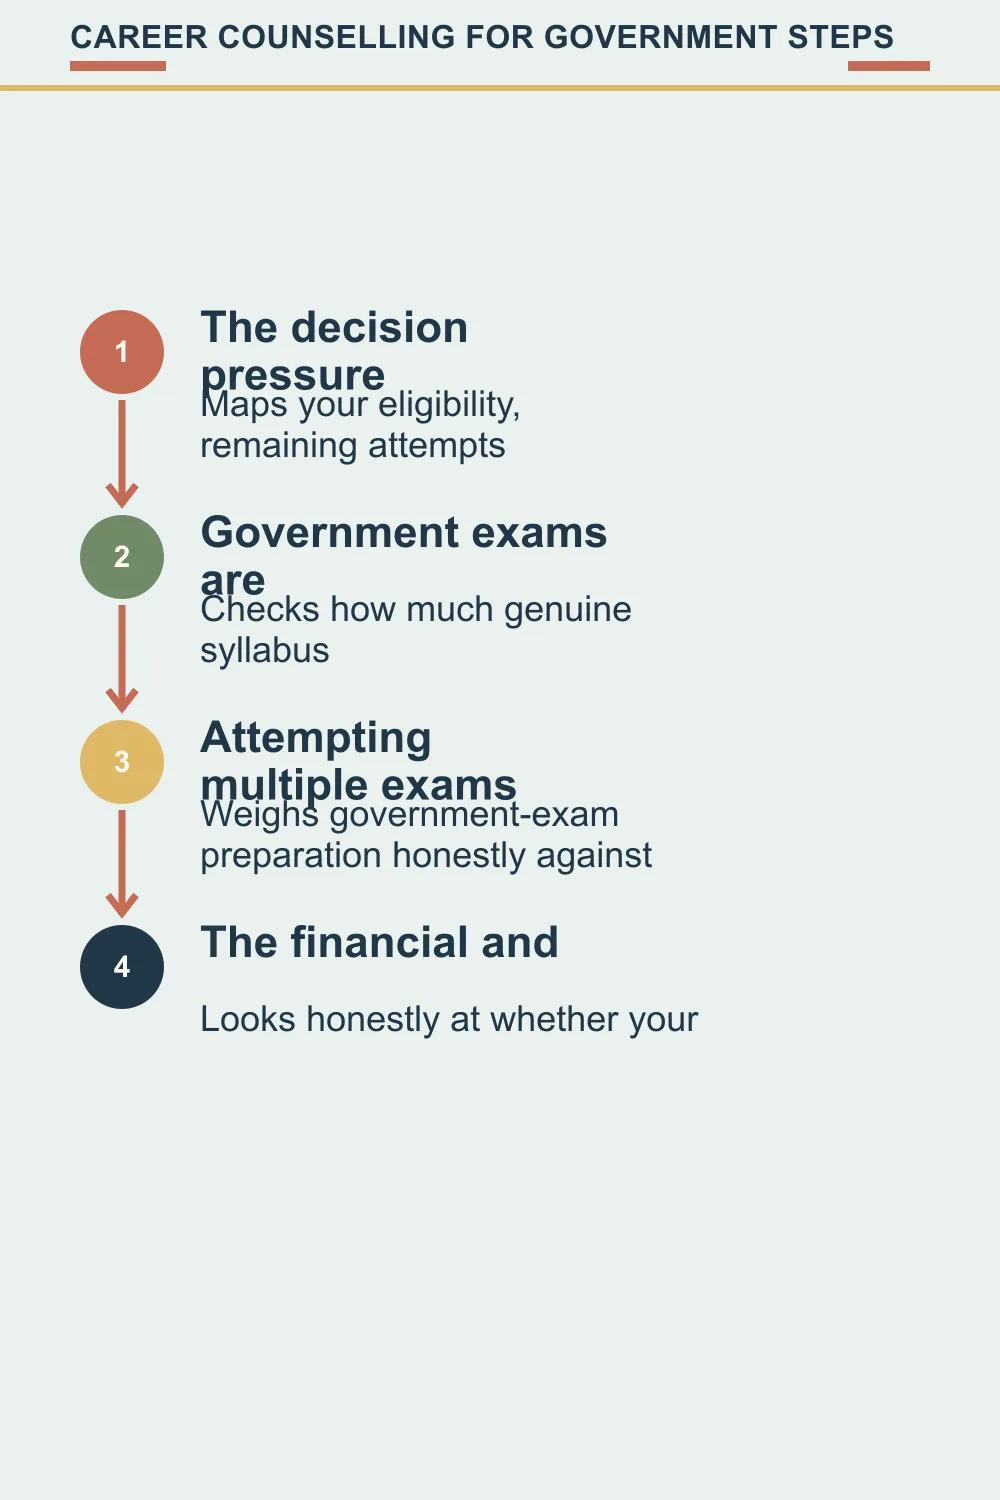 CAREER COUNSELLING FOR GOVERNMENT STEPS
1
The decision
pressure
Maps your eligibility,
remaining attempts
2
Government exams
are
Checks how much genuine
syllabus
3
Attempting
multiple exams
Weighs government-exam
preparation honestly against
4
The financial and
Looks honestly at whether your